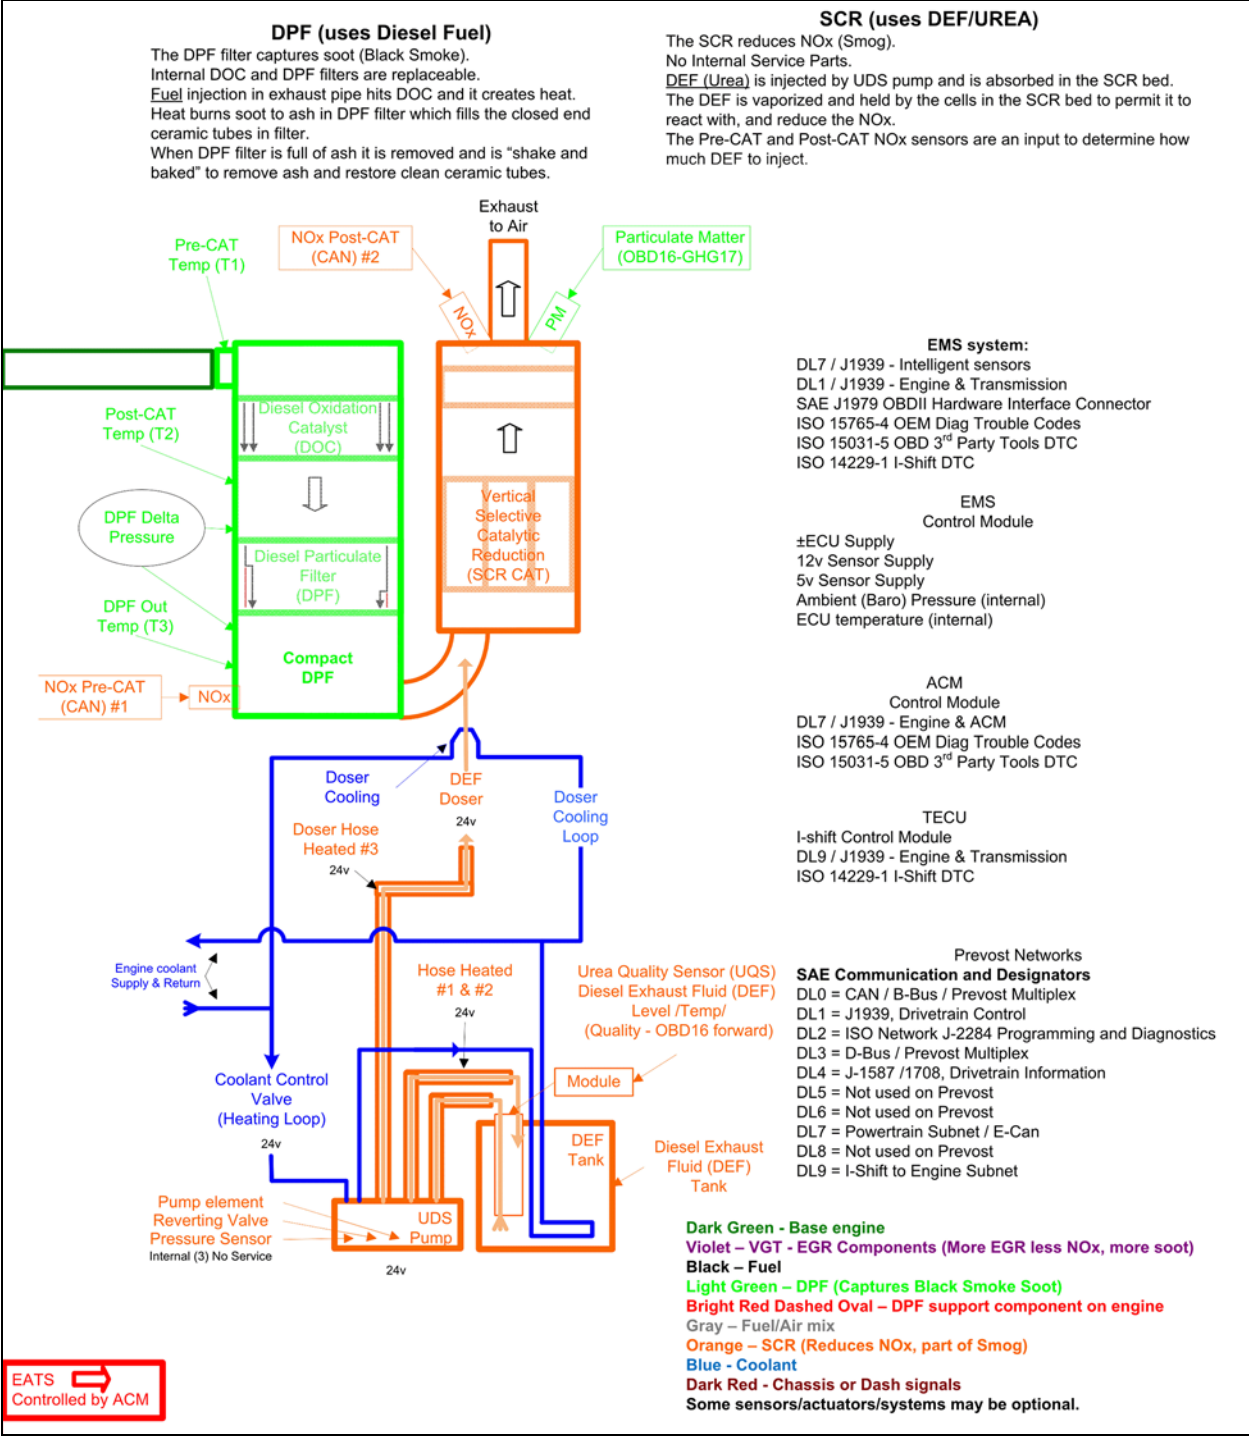 DPF (uses Diesel Fuel)
The DPF filter captures soot (Black Smoke).
Internal DOC and DPF filters are replaceable.
Fuel injection in exhaust pipe hits DOC and it creates heat.
Heat burns soot to ash in DPF filter which fills the closed end
ceramic tubes in filter.
When DPF filter is full of ash it is removed and is “shake and
baked” to remove ash and restore clean ceramic tubes.
SCR (uses DEF/UREA)
The SCR reduces NOx (Smog).
No Internal Service Parts.
DEF (Urea) is injected by UDS pump and is absorbed in the SCR bed.
The DEF is vaporized and held by the cells in the SCR bed to permit it to
react with, and reduce the NOx.
The Pre-CAT and Post-CAT NOx sensors are an input to determine how
much DEF to inject.
Exhaust
to Air
Pre-CAT
Temp (T1)
NOx Post-CAT
(CAN) #2
Particulate Matter
(OBD16-GHG17)
NOx
PM
Diesel Oxidation
Catalyst
(DOC)
Post-CAT
Temp (T2)
DPF Delta
Pressure
Diesel Particulate
Filter
(DPF)
DPF Out
Temp (T3)
Compact
DPF
NOx Pre-CAT
(CAN) #1
NOx
Vertical
Selective
Catalytic
Reduction
(SCR CAT)
EMS system:
DL7 / J1939 - Intelligent sensors
DL1 / J1939 - Engine & Transmission
SAE J1979 OBDII Hardware Interface Connector
ISO 15765-4 OEM Diag Trouble Codes
ISO 15031-5 OBD 3rd Party Tools DTC
ISO 14229-1 I-Shift DTC
EMS
Control Module
±ECU Supply
12v Sensor Supply
5v Sensor Supply
Ambient (Baro) Pressure (internal)
ECU temperature (internal)
ACM
Control Module
DL7 / J1939 - Engine & ACM
ISO 15765-4 OEM Diag Trouble Codes
ISO 15031-5 OBD 3rd Party Tools DTC
TECU
I-shift Control Module
DL9 / J1939 - Engine & Transmission
ISO 14229-1 I-Shift DTC
Doser
Cooling
DEF
Doser
24v
Doser
Cooling
Loop
Doser Hose
Heated #3
24v
Engine coolant
Supply & Return
Hose Heated
#1 & #2
24v
Urea Quality Sensor (UQS)
Diesel Exhaust Fluid (DEF)
Level /Temp/
(Quality - OBD16 forward)
Module
Coolant Control
Valve
(Heating Loop)
24v
DEF
Tank
Diesel Exhaust
Fluid (DEF)
Tank
Pump element
Reverting Valve
Pressure Sensor
Internal (3) No Service
UDS
Pump
24v
Prevost Networks
SAE Communication and Designators
DL0 = CAN / B-Bus / Prevost Multiplex
DL1 = J1939, Drivetrain Control
DL2 = ISO Network J-2284 Programming and Diagnostics
DL3 = D-Bus / Prevost Multiplex
DL4 = J-1587 /1708, Drivetrain Information
DL5 = Not used on Prevost
DL6 = Not used on Prevost
DL7 = Powertrain Subnet / E-Can
DL8 = Not used on Prevost
DL9 = I-Shift to Engine Subnet
Dark Green - Base engine
Violet – VGT - EGR Components (More EGR less NOx, more soot)
Black – Fuel
Light Green – DPF (Captures Black Smoke Soot)
Bright Red Dashed Oval – DPF support component on engine
Gray – Fuel/Air mix
Orange – SCR (Reduces NOx, part of Smog)
Blue - Coolant
Dark Red - Chassis or Dash signals
Some sensors/actuators/systems may be optional.
EATS
Controlled by ACM